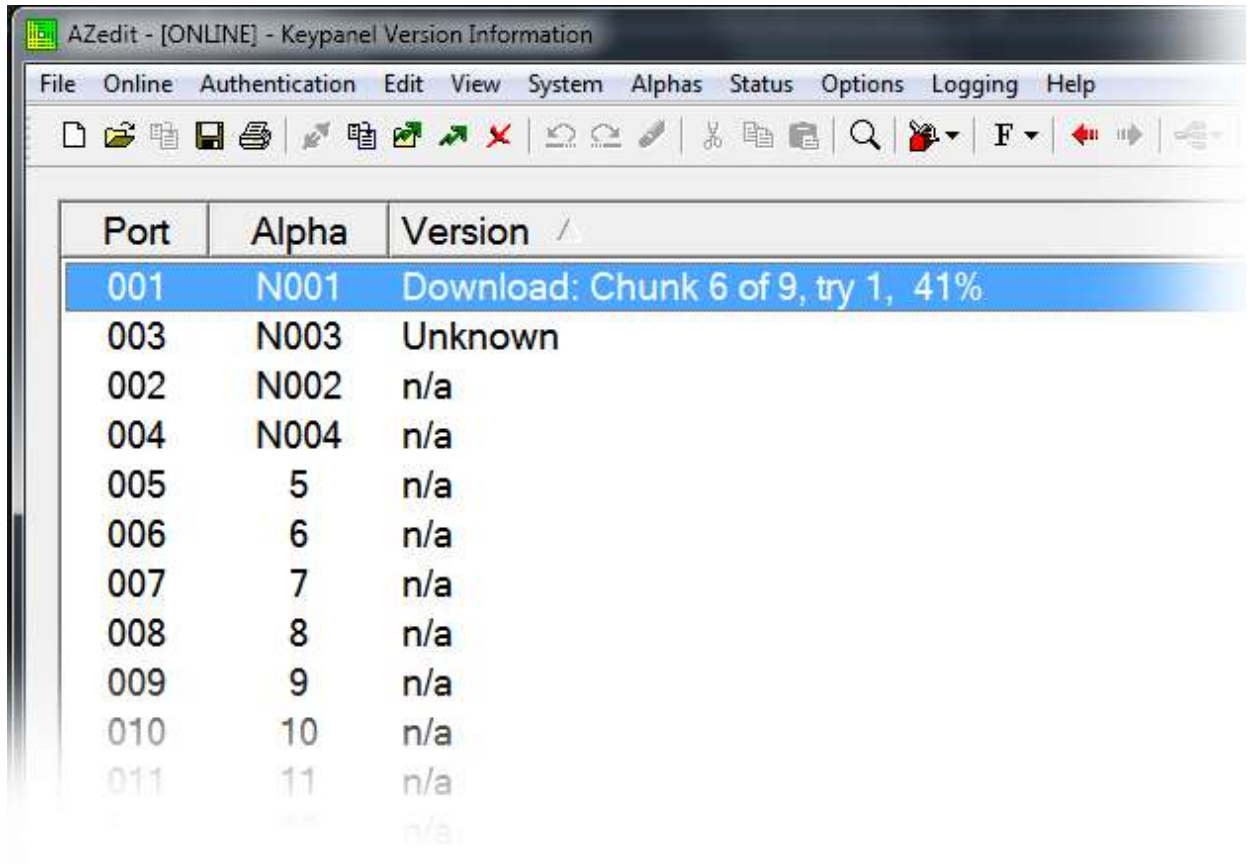 AZedit - [ONLINE] - Keypanel Version Information
File Online Authentication Edit View System Alphas Status Options Logging Help
F
Port Alpha Version
001 N001 Download: Chunk 6 of 9, try 1, 41%
003 N003 Unknown
002 N002 n/a
004 N004 n/a
005 5 n/a
006 6 n/a
007 7 n/a
008 8 n/a
009 9 n/a
010 10 n/a
011 11 n/a
n/a